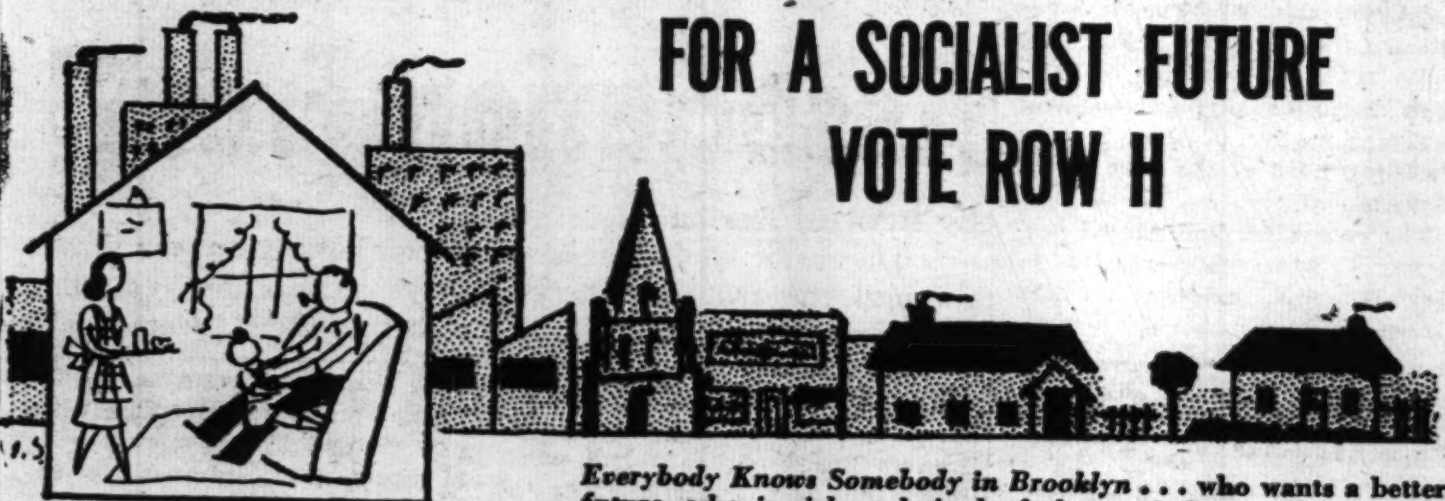 FOR A SOCIALIST FUTURE
VOTE ROW H
Everybody Knows Somebody in Brooklyn . . . who wants a better